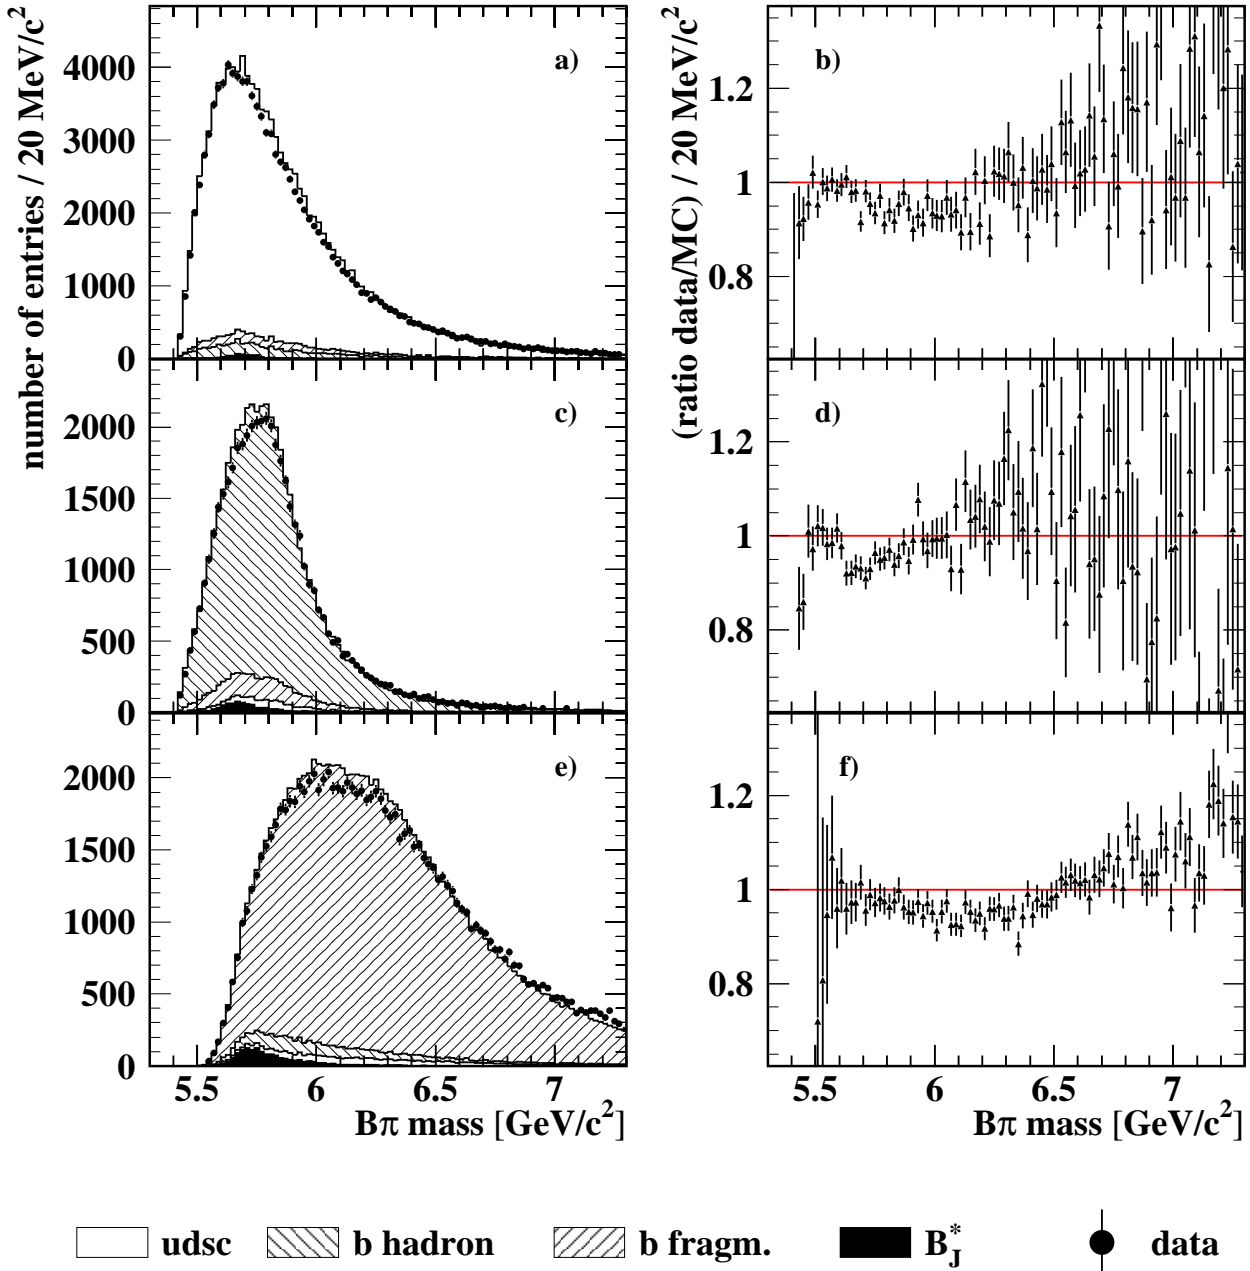 number of entries / 20 MeV/c²
a)
4000
3000
2000
1000
0
c)
2000
1500
1000
500
0
e)
2000
1500
1000
500
0
5.5 6 6.5 7
Bπ mass [GeV/c²]
(ratio data/MC) / 20 MeV/c²
b)
1.2
1
0.8
d)
1.2
1
0.8
f)
1.2
1
0.8
5.5 6 6.5 7
Bπ mass [GeV/c²]
udsc b hadron b fragm. B*J data